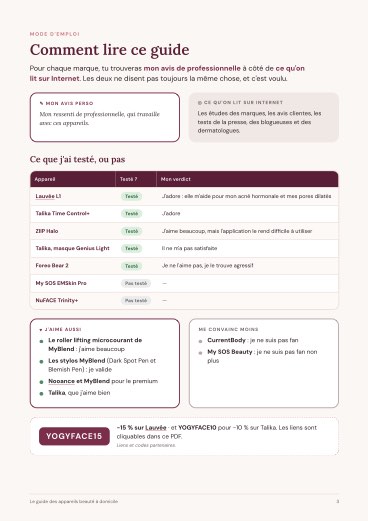 MODE D'EMPLOI
Comment lire ce guide
Pour chaque marque, tu trouveras mon avis de professionnelle à côté de ce qu'on
lit sur Internet. Les deux ne disent pas toujours la même chose, et c'est voulu.
MON AVIS PERSO
Mon ressenti de professionnelle, qui travaille
avec ces appareils.
CE QU'ON LIT SUR INTERNET
Les études des marques, les avis clientes, les
tests de la presse, des blogueuses et des
dermatologues.
Ce que j'ai testé, ou pas
Appareil Testé ? Mon verdict
Lauvée L1 Testé J'adore : elle m'aide pour mon acné hormonale et mes pores dilatés
Talika Time Control+ Testé J'adore
ZIIP Halo Testé J'aime beaucoup, mais l'application le rend difficile à utiliser
Talika, masque Genius Light Testé Il ne m'a pas satisfaite
Foreo Bear 2 Testé Je ne l'aime pas, je le trouve agressif
My SOS EMSkin Pro Pas testé —
NuFACE Trinity+ Pas testé —
♥ J'AIME AUSSI
Le roller lifting microcourant de
MyBlend : j'aime beaucoup
Les stylos MyBlend (Dark Spot Pen et
Blemish Pen) : je valide
Nooance et MyBlend pour le premium
Talika, que j'aime bien
ME CONVAINC MOINS
CurrentBody : je ne suis pas fan
My SOS Beauty : je ne suis pas fan non
plus
YOGYFACE15
-15 % sur Lauvée · et YOGYFACE10 pour -10 % sur Talika. Les liens sont
cliquables dans ce PDF.
Liens et codes partenaires.
Le guide des appareils beauté à domicile 3